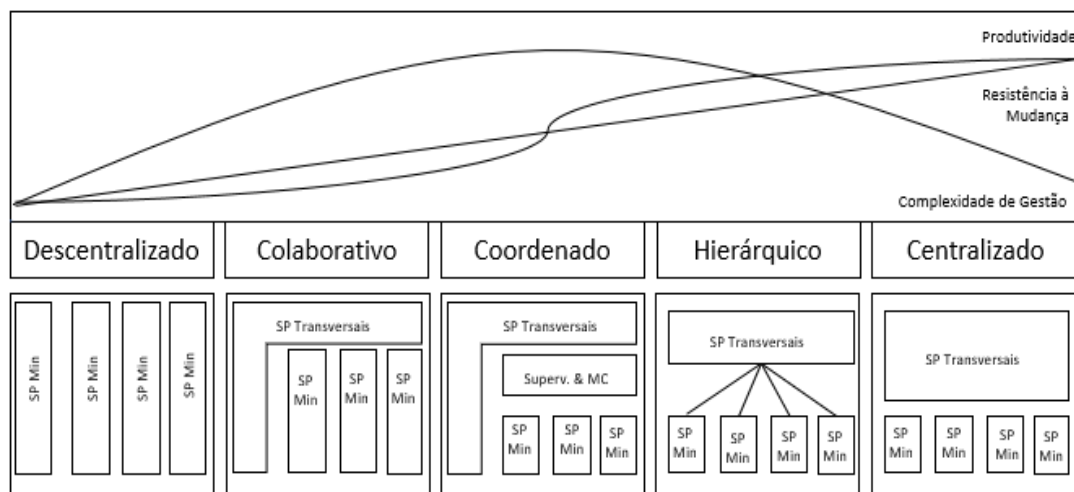 Produtividade
Resistência à
Mudança
Complexidade de Gestão
Descentralizado
Colaborativo
Coordenado
Hierárquico
Centralizado
SP Min
SP Min
SP Min
SP Min
SP Transversais
SP
Min
SP
Min
SP
Min
SP Transversais
Superv. & MC
SP
Min
SP
Min
SP
Min
SP Transversais
SP
Min
SP
Min
SP
Min
SP
Min
SP Transversais
SP
Min
SP
Min
SP
Min
SP
Min